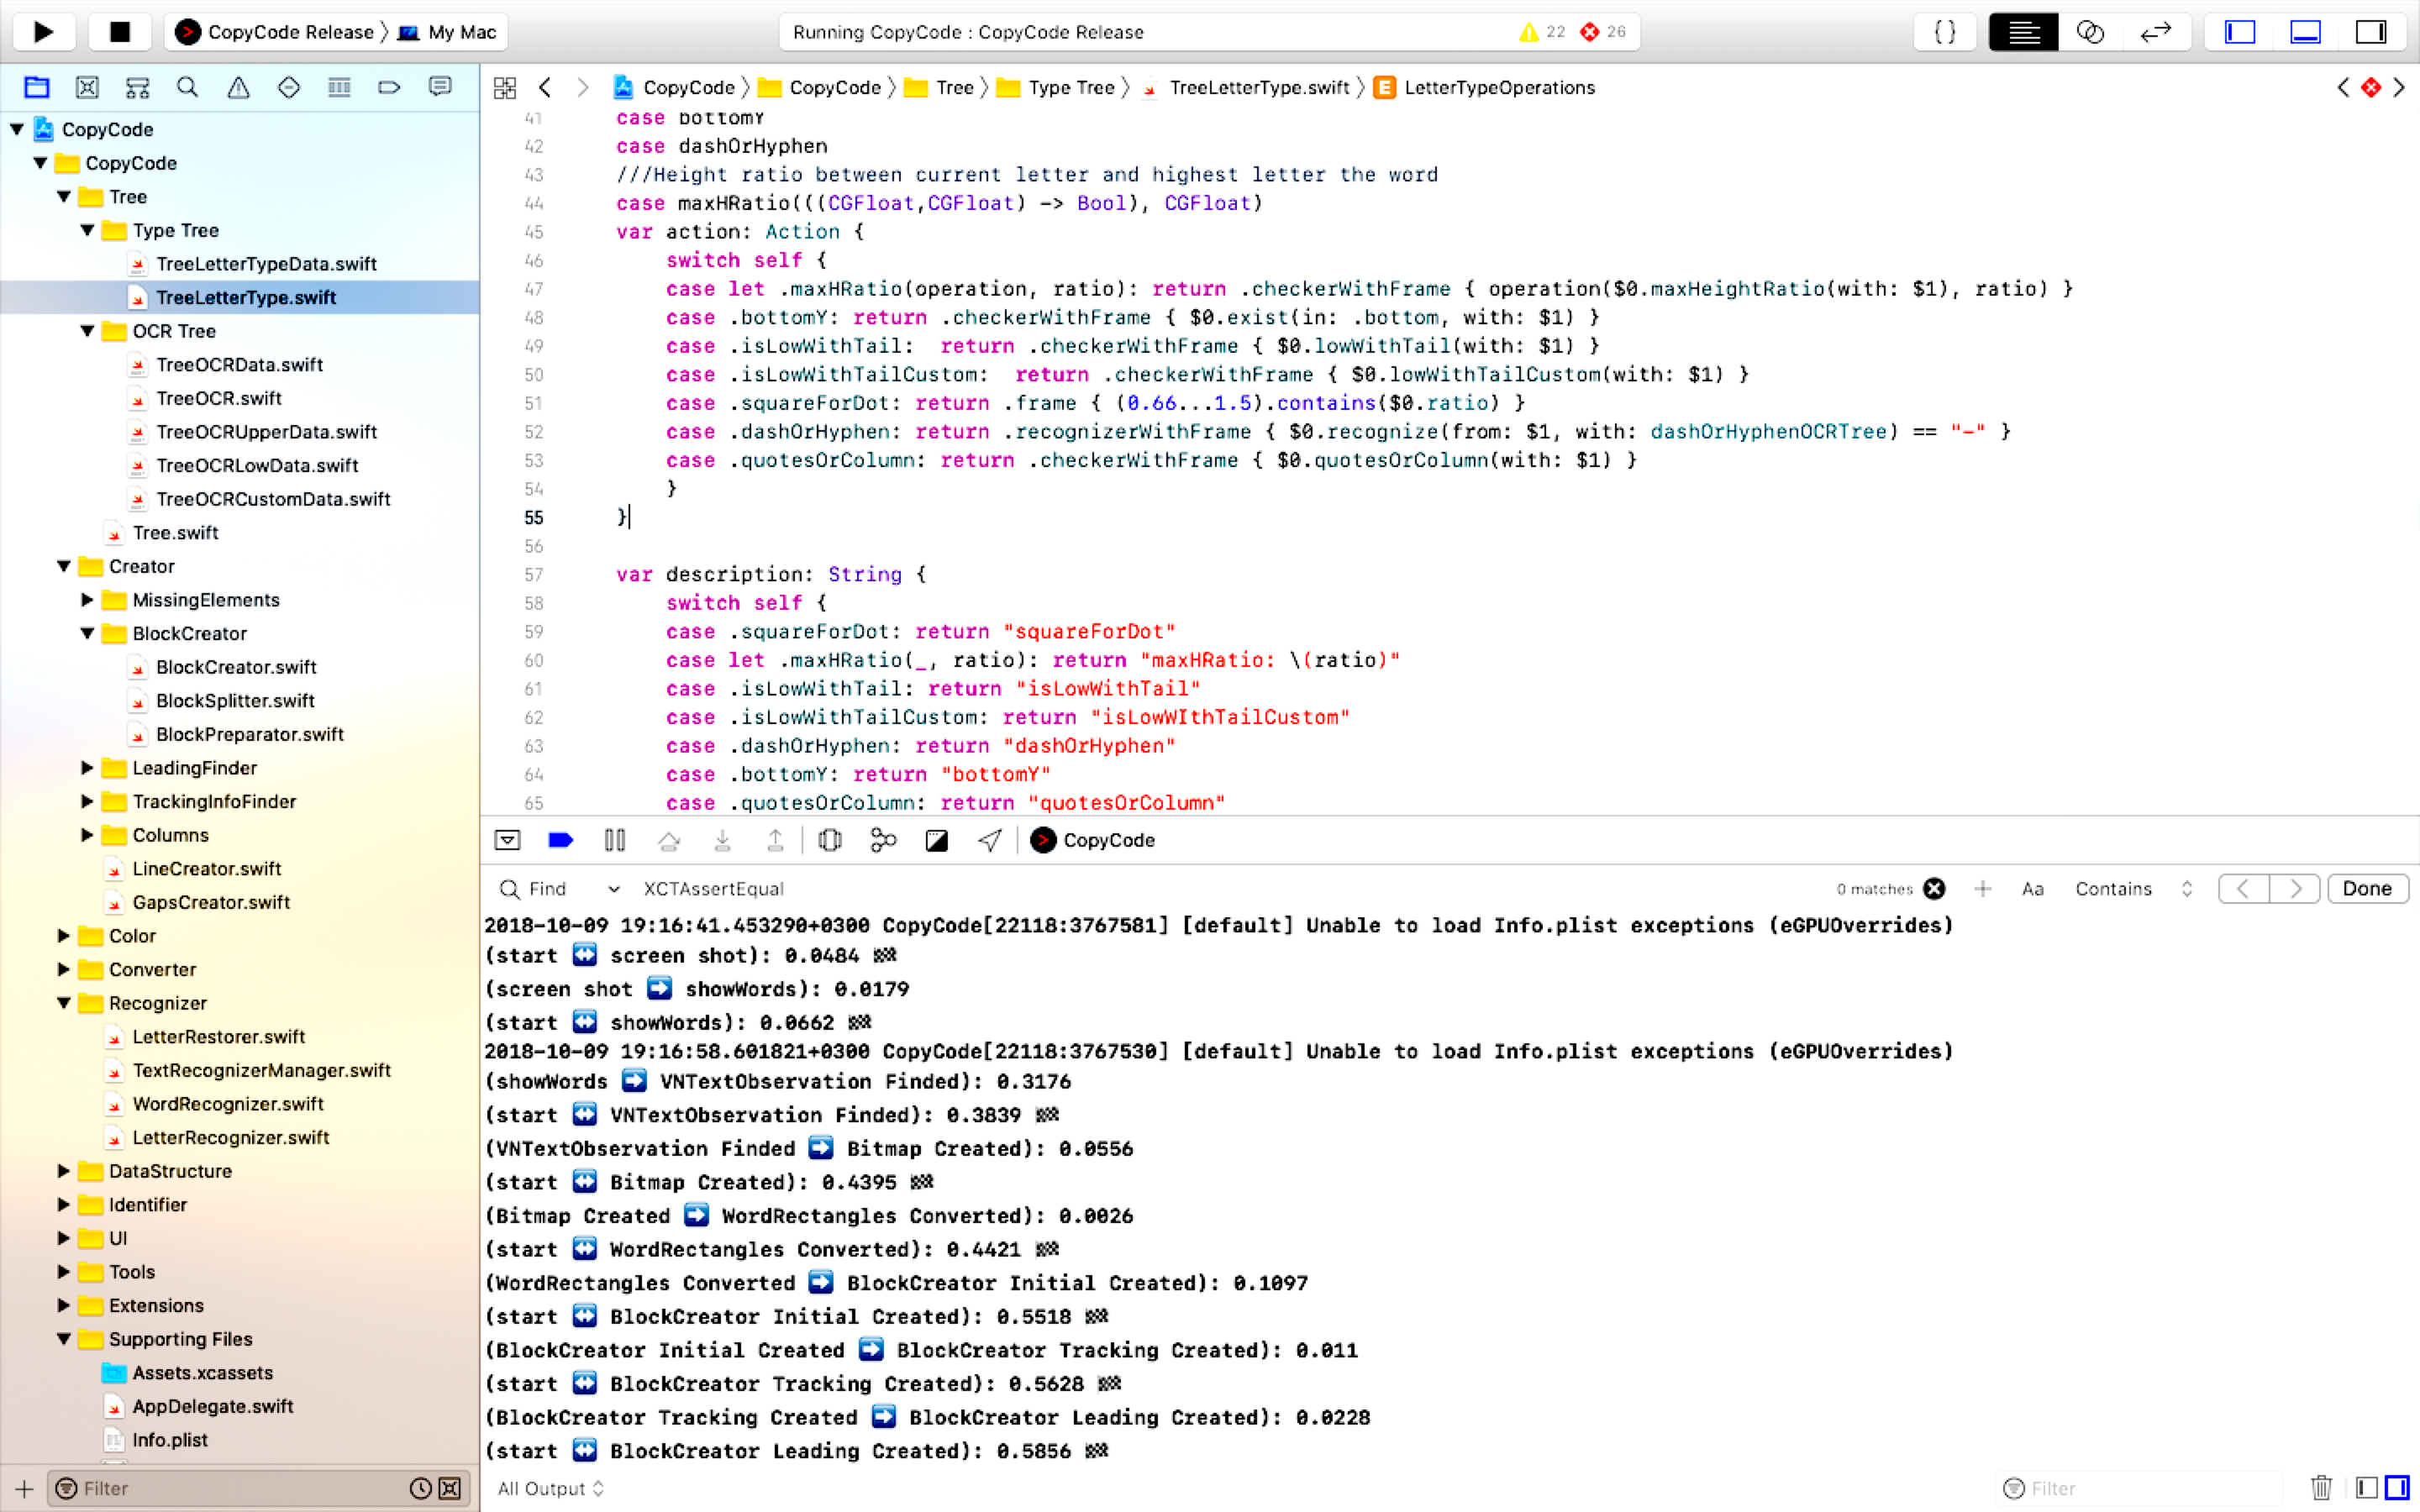 CopyCode Release 〉 My Mac
Running CopyCode : CopyCode Release
22 26
{}
CopyCode 〉 CopyCode 〉 Tree 〉 Type Tree 〉 TreeLetterType.swift 〉 E LetterTypeOperations
CopyCode
CopyCode
Tree
Type Tree
TreeLetterTypeData.swift
TreeLetterType.swift
OCR Tree
TreeOCRData.swift
TreeOCR.swift
TreeOCRUpperData.swift
TreeOCRLowData.swift
TreeOCRCustomData.swift
Tree.swift
Creator
MissingElements
BlockCreator
BlockCreator.swift
BlockSplitter.swift
BlockPreparator.swift
LeadingFinder
TrackingInfoFinder
Columns
LineCreator.swift
GapsCreator.swift
Color
Converter
Recognizer
LetterRestorer.swift
TextRecognizerManager.swift
WordRecognizer.swift
LetterRecognizer.swift
DataStructure
Identifier
UI
Tools
Extensions
Supporting Files
Assets.xcassets
AppDelegate.swift
Info.plist
Filter
41 case bottomY
42 case dashOrHyphen
43 ///Height ratio between current letter and highest letter the word
44 case maxHRatio(((CGFloat,CGFloat) -> Bool), CGFloat)
45 var action: Action {
46 switch self {
47 case let .maxHRatio(operation, ratio): return .checkerWithFrame { operation($0.maxHeightRatio(with: $1), ratio) }
48 case .bottomY: return .checkerWithFrame { $0.exist(in: .bottom, with: $1) }
49 case .isLowWithTail:  return .checkerWithFrame { $0.lowWithTail(with: $1) }
50 case .isLowWithTailCustom:  return .checkerWithFrame { $0.lowWithTailCustom(with: $1) }
51 case .squareForDot: return .frame { (0.66...1.5).contains($0.ratio) }
52 case .dashOrHyphen: return .recognizerWithFrame { $0.recognize(from: $1, with: dashOrHyphenOCRTree) == "-" }
53 case .quotesOrColumn: return .checkerWithFrame { $0.quotesOrColumn(with: $1) }
54 }
55 }
56
57 var description: String {
58 switch self {
59 case .squareForDot: return "squareForDot"
60 case let .maxHRatio(_, ratio): return "maxHRatio: \(ratio)"
61 case .isLowWithTail: return "isLowWithTail"
62 case .isLowWithTailCustom: return "isLowWIthTailCustom"
63 case .dashOrHyphen: return "dashOrHyphen"
64 case .bottomY: return "bottomY"
65 case .quotesOrColumn: return "quotesOrColumn"
CopyCode
Find XCTAssertEqual 0 matches Aa Contains Done
2018-10-09 19:16:41.453290+0300 CopyCode[22118:3767581] [default] Unable to load Info.plist exceptions (eGPUOverrides)
(start ↔️ screen shot): 0.0484 🏁
(screen shot ➡️ showWords): 0.0179
(start ↔️ showWords): 0.0662 🏁
2018-10-09 19:16:58.601821+0300 CopyCode[22118:3767530] [default] Unable to load Info.plist exceptions (eGPUOverrides)
(showWords ➡️ VNTextObservation Finded): 0.3176
(start ↔️ VNTextObservation Finded): 0.3839 🏁
(VNTextObservation Finded ➡️ Bitmap Created): 0.0556
(start ↔️ Bitmap Created): 0.4395 🏁
(Bitmap Created ➡️ WordRectangles Converted): 0.0026
(start ↔️ WordRectangles Converted): 0.4421 🏁
(WordRectangles Converted ➡️ BlockCreator Initial Created): 0.1097
(start ↔️ BlockCreator Initial Created): 0.5518 🏁
(BlockCreator Initial Created ➡️ BlockCreator Tracking Created): 0.011
(start ↔️ BlockCreator Tracking Created): 0.5628 🏁
(BlockCreator Tracking Created ➡️ BlockCreator Leading Created): 0.0228
(start ↔️ BlockCreator Leading Created): 0.5856 🏁
All Output
Filter